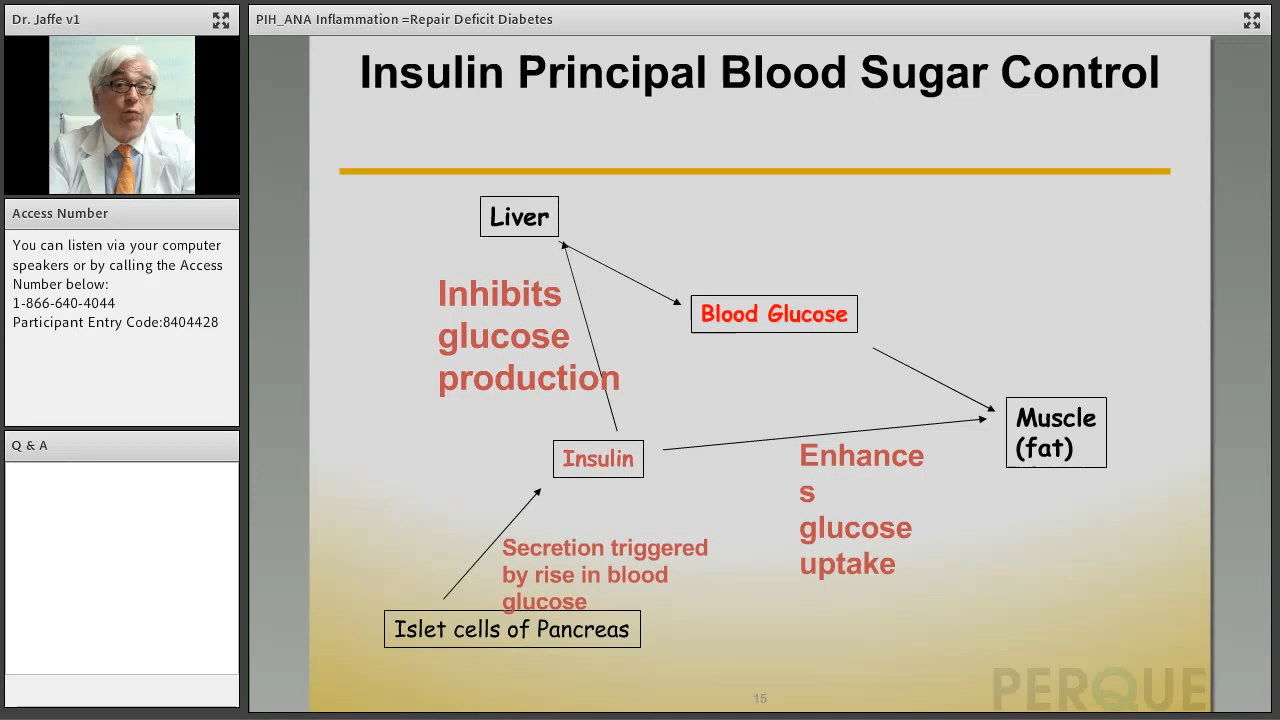 Dr. Jaffe v1
PIH_ANA Inflammation =Repair Deficit Diabetes
Access Number
You can listen via your computer
speakers or by calling the Access
Number below:
1-866-640-4044
Participant Entry Code:8404428
Q & A
Insulin Principal Blood Sugar Control
Liver
Inhibits
glucose
production
Blood Glucose
Muscle
(fat)
Insulin
Enhance
s
glucose
uptake
Secretion triggered
by rise in blood
glucose
Islet cells of Pancreas
15
PERQUE